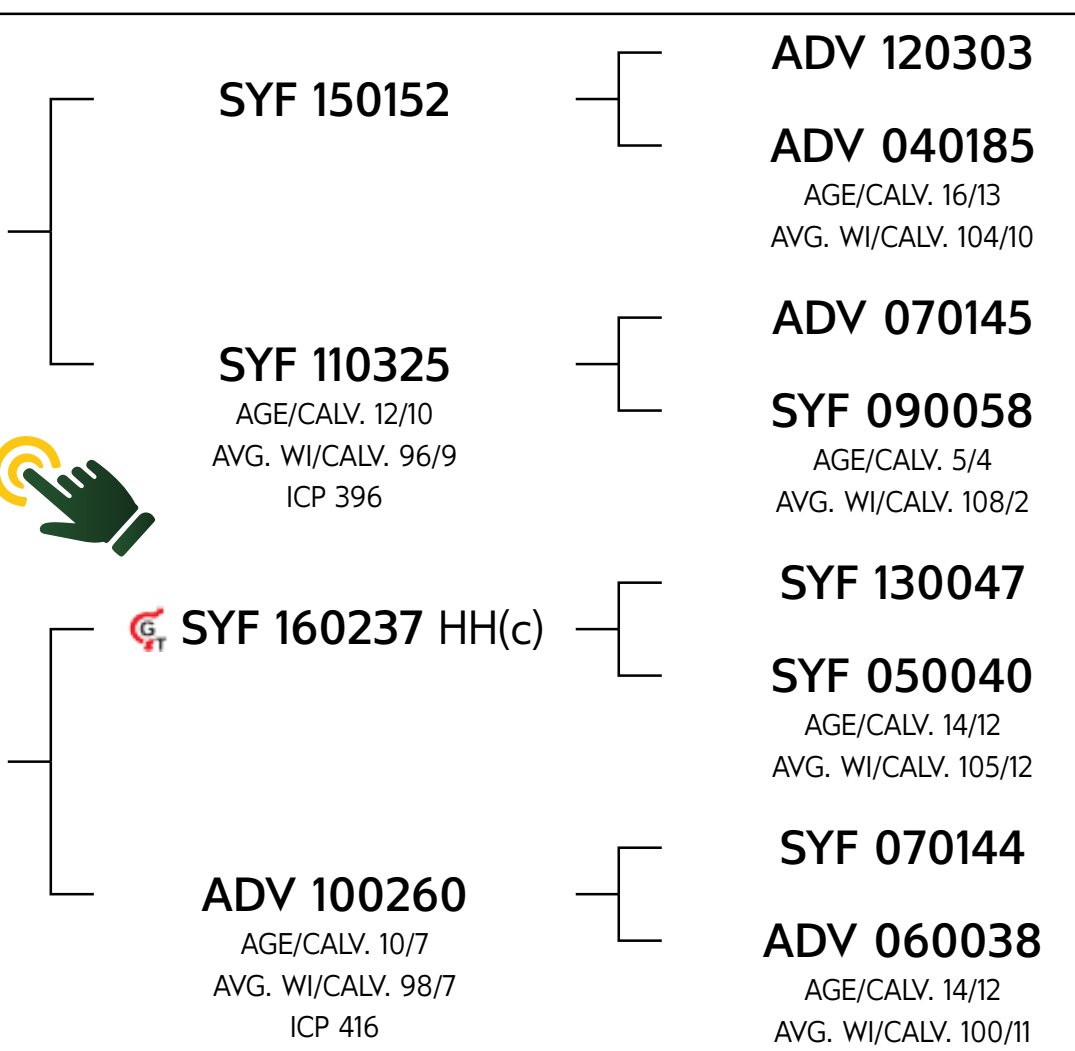 ADV 120303
SYF 150152
ADV 040185
AGE/CALV. 16/13
AVG. WI/CALV. 104/10
ADV 070145
SYF 110325
AGE/CALV. 12/10
AVG. WI/CALV. 96/9
ICP 396
SYF 090058
AGE/CALV. 5/4
AVG. WI/CALV. 108/2
SYF 130047
GT SYF 160237 HH(c)
SYF 050040
AGE/CALV. 14/12
AVG. WI/CALV. 105/12
SYF 070144
ADV 100260
AGE/CALV. 10/7
AVG. WI/CALV. 98/7
ICP 416
ADV 060038
AGE/CALV. 14/12
AVG. WI/CALV. 100/11